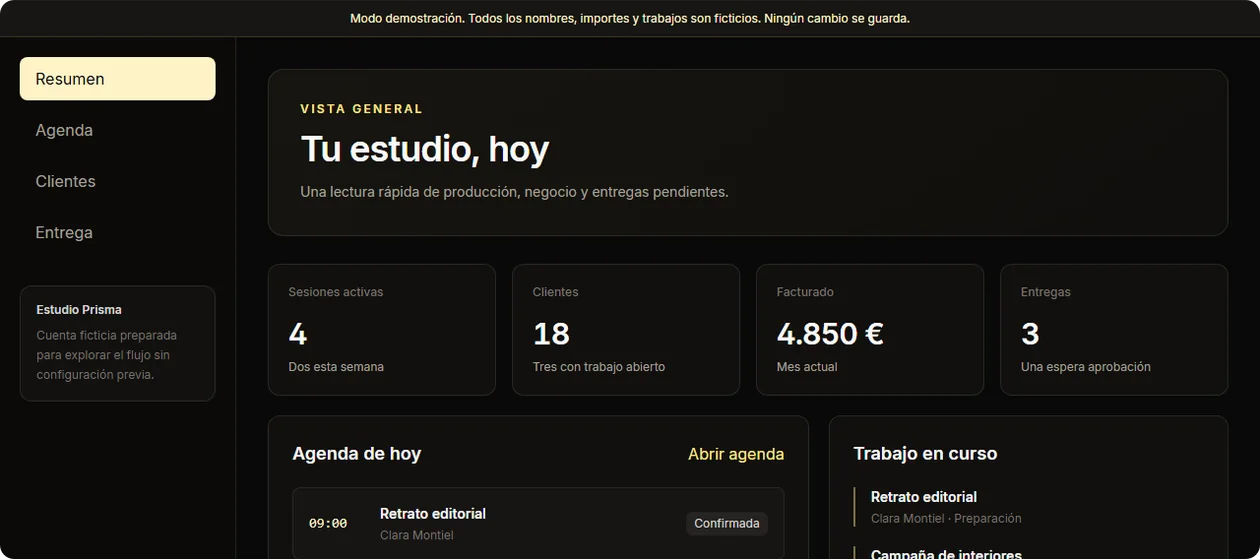 Modo demostración. Todos los nombres, importes y trabajos son ficticios. Ningún cambio se guarda.
Resumen
Agenda
Clientes
Entrega
Estudio Prisma
Cuenta ficticia preparada
para explorar el flujo sin
configuración previa.
VISTA GENERAL
Tu estudio, hoy
Una lectura rápida de producción, negocio y entregas pendientes.
Sesiones activas
4
Dos esta semana
Clientes
18
Tres con trabajo abierto
Facturado
4.850 €
Mes actual
Entregas
3
Una espera aprobación
Agenda de hoy
Abrir agenda
09:00
Retrato editorial
Clara Montiel
Confirmada
Trabajo en curso
Retrato editorial
Clara Montiel · Preparación
Campaña de interiores